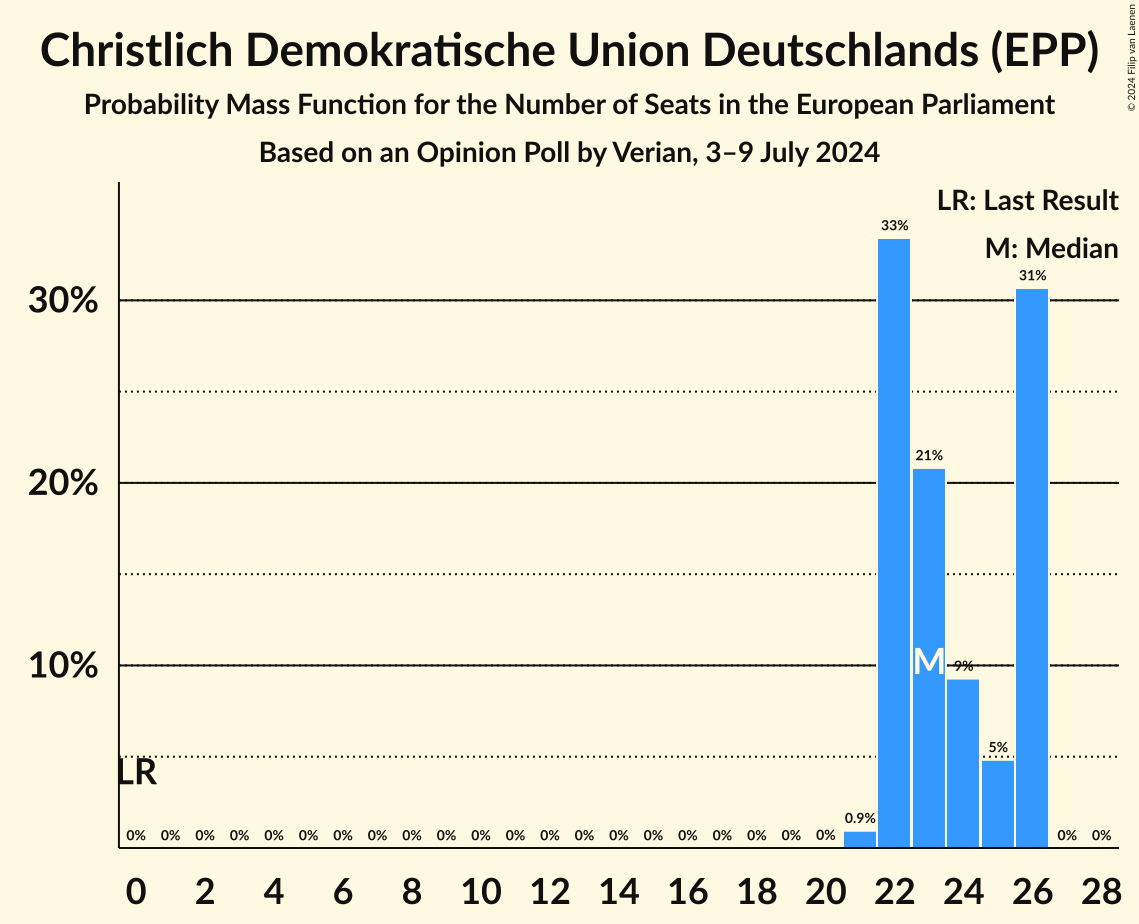 Christlich Demokratische Union Deutschlands (EPP)
Probability Mass Function for the Number of Seats in the European Parliament
Based on an Opinion Poll by Verian, 3–9 July 2024
© 2024 Filip van Laenen
LR: Last Result
M: Median
33%
31%
30%
21%
20%
10%
M
9%
5%
LR
0.9%
0% 0% 0% 0% 0% 0% 0% 0% 0% 0% 0% 0% 0% 0% 0% 0% 0% 0% 0% 0% 0% 0% 0%
0 2 4 6 8 10 12 14 16 18 20 22 24 26 28